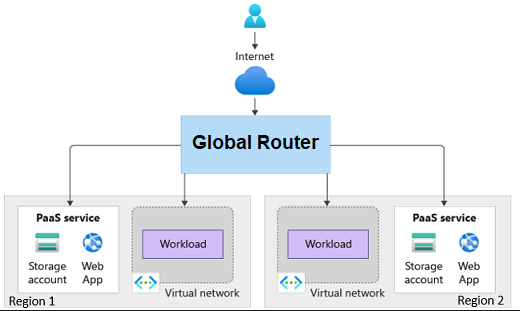 Internet
Global Router
PaaS service
Storage
account
Web
App
Workload
Virtual network
Region 1
Workload
Virtual network
PaaS service
Storage
account
Web
App
Region 2